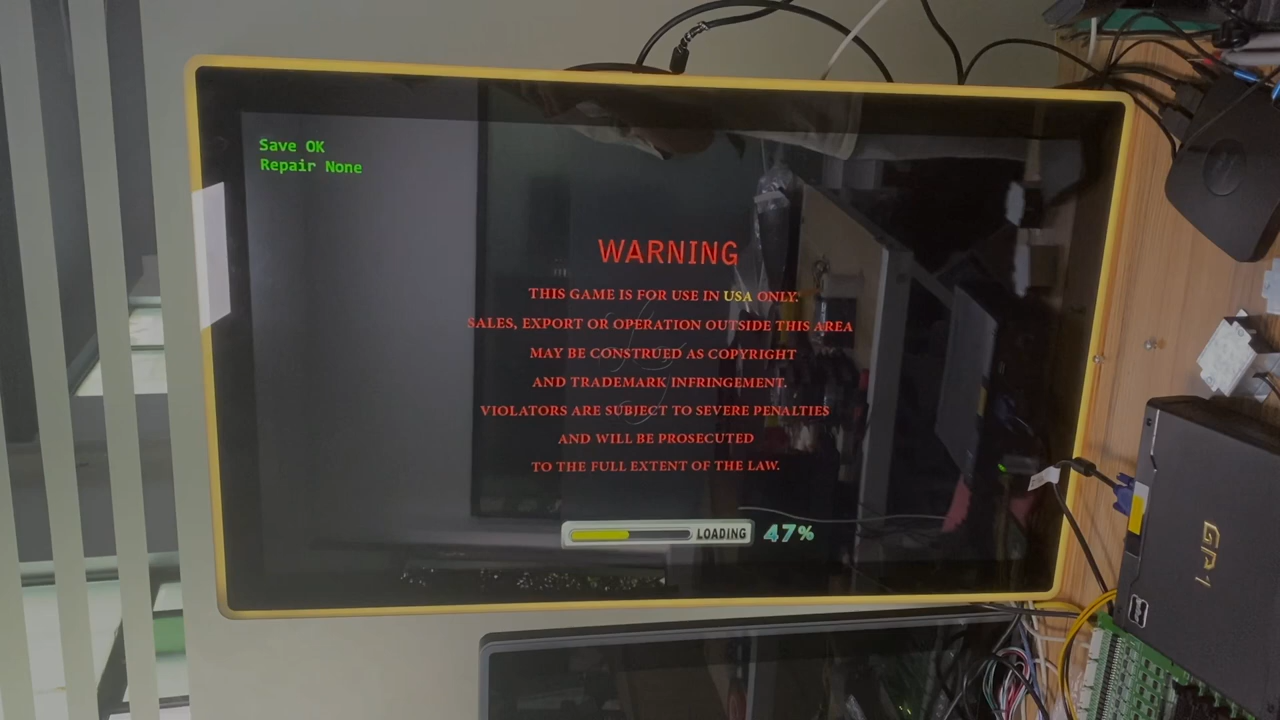 Save OK
Repair None
WARNING
THIS GAME IS FOR USE IN USA ONLY.
SALES, EXPORT OR OPERATION OUTSIDE THIS AREA
MAY BE CONSTRUED AS COPYRIGHT
AND TRADEMARK INFRINGEMENT.
VIOLATORS ARE SUBJECT TO SEVERE PENALTIES
AND WILL BE PROSECUTED
TO THE FULL EXTENT OF THE LAW.
LOADING 47%
GP1